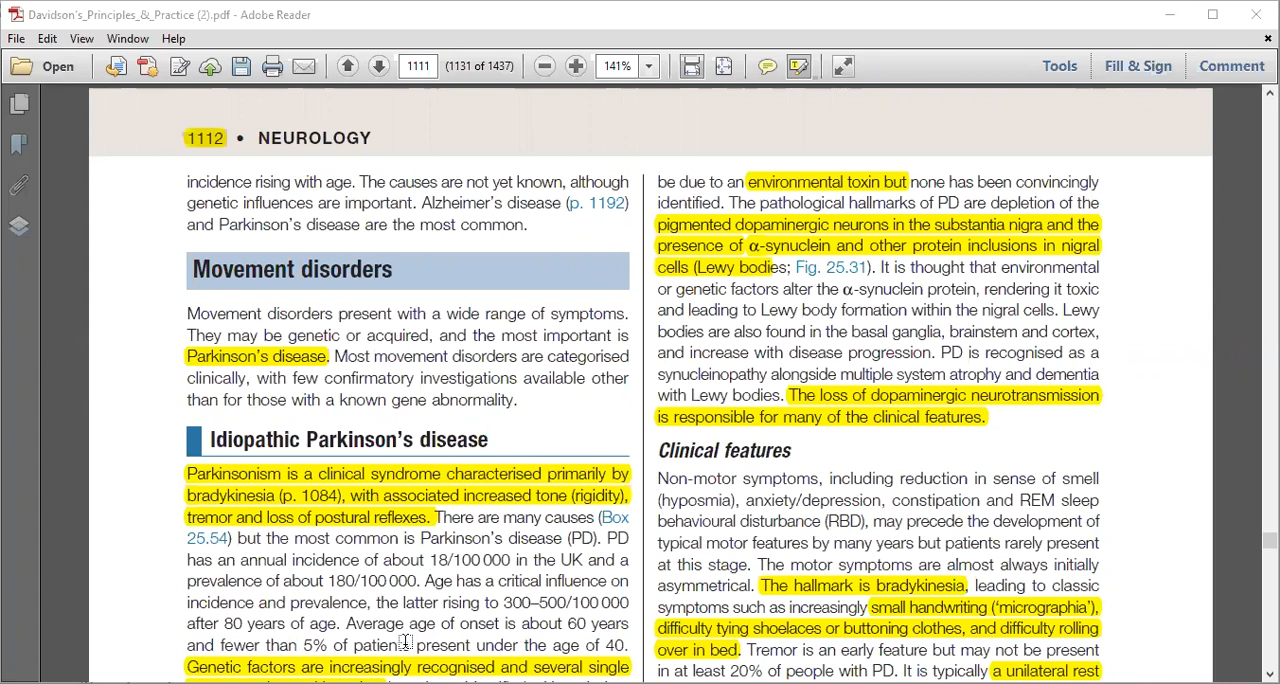 Davidson's_Principles_&_Practice (2).pdf - Adobe Reader
File Edit View Window Help
Open 1111 (1131 of 1437) 141% Tools Fill & Sign Comment
1112 • NEUROLOGY
incidence rising with age. The causes are not yet known, although
genetic influences are important. Alzheimer's disease (p. 1192)
and Parkinson's disease are the most common.
Movement disorders
Movement disorders present with a wide range of symptoms.
They may be genetic or acquired, and the most important is
Parkinson's disease. Most movement disorders are categorised
clinically, with few confirmatory investigations available other
than for those with a known gene abnormality.
Idiopathic Parkinson's disease
Parkinsonism is a clinical syndrome characterised primarily by
bradykinesia (p. 1084), with associated increased tone (rigidity),
tremor and loss of postural reflexes. There are many causes (Box
25.54) but the most common is Parkinson's disease (PD). PD
has an annual incidence of about 18/100 000 in the UK and a
prevalence of about 180/100 000. Age has a critical influence on
incidence and prevalence, the latter rising to 300–500/100 000
after 80 years of age. Average age of onset is about 60 years
and fewer than 5% of patients present under the age of 40.
Genetic factors are increasingly recognised and several single
be due to an environmental toxin but none has been convincingly
identified. The pathological hallmarks of PD are depletion of the
pigmented dopaminergic neurons in the substantia nigra and the
presence of α-synuclein and other protein inclusions in nigral
cells (Lewy bodies; Fig. 25.31). It is thought that environmental
or genetic factors alter the α-synuclein protein, rendering it toxic
and leading to Lewy body formation within the nigral cells. Lewy
bodies are also found in the basal ganglia, brainstem and cortex,
and increase with disease progression. PD is recognised as a
synucleinopathy alongside multiple system atrophy and dementia
with Lewy bodies. The loss of dopaminergic neurotransmission
is responsible for many of the clinical features.
Clinical features
Non-motor symptoms, including reduction in sense of smell
(hyposmia), anxiety/depression, constipation and REM sleep
behavioural disturbance (RBD), may precede the development of
typical motor features by many years but patients rarely present
at this stage. The motor symptoms are almost always initially
asymmetrical. The hallmark is bradykinesia, leading to classic
symptoms such as increasingly small handwriting ('micrographia'),
difficulty tying shoelaces or buttoning clothes, and difficulty rolling
over in bed. Tremor is an early feature but may not be present
in at least 20% of people with PD. It is typically a unilateral rest